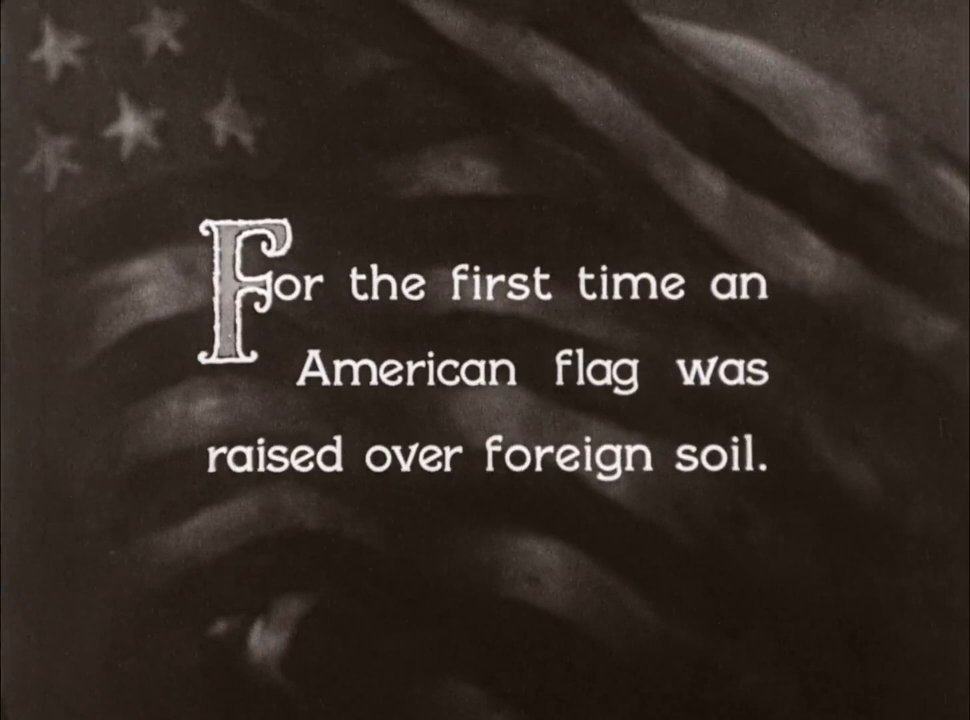 For the first time an
American flag was
raised over foreign soil.